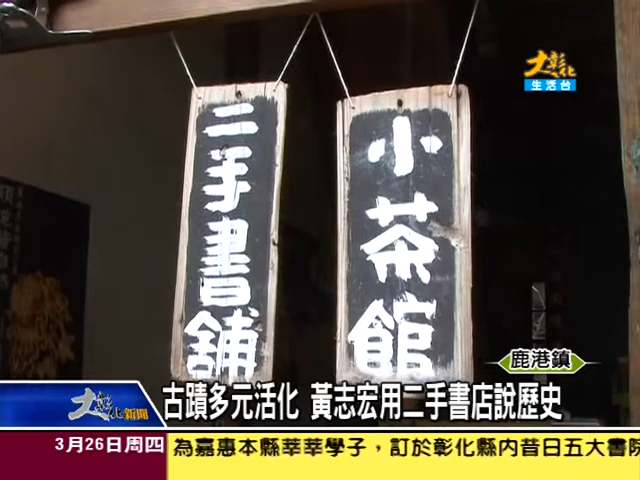 大彰化
生活台
二手書舖
小茶館
鹿港鎮
大彰化新聞
古蹟多元活化 黃志宏用二手書店說歷史
3月26日周四
為嘉惠本縣莘莘學子，訂於彰化縣內昔日五大書院